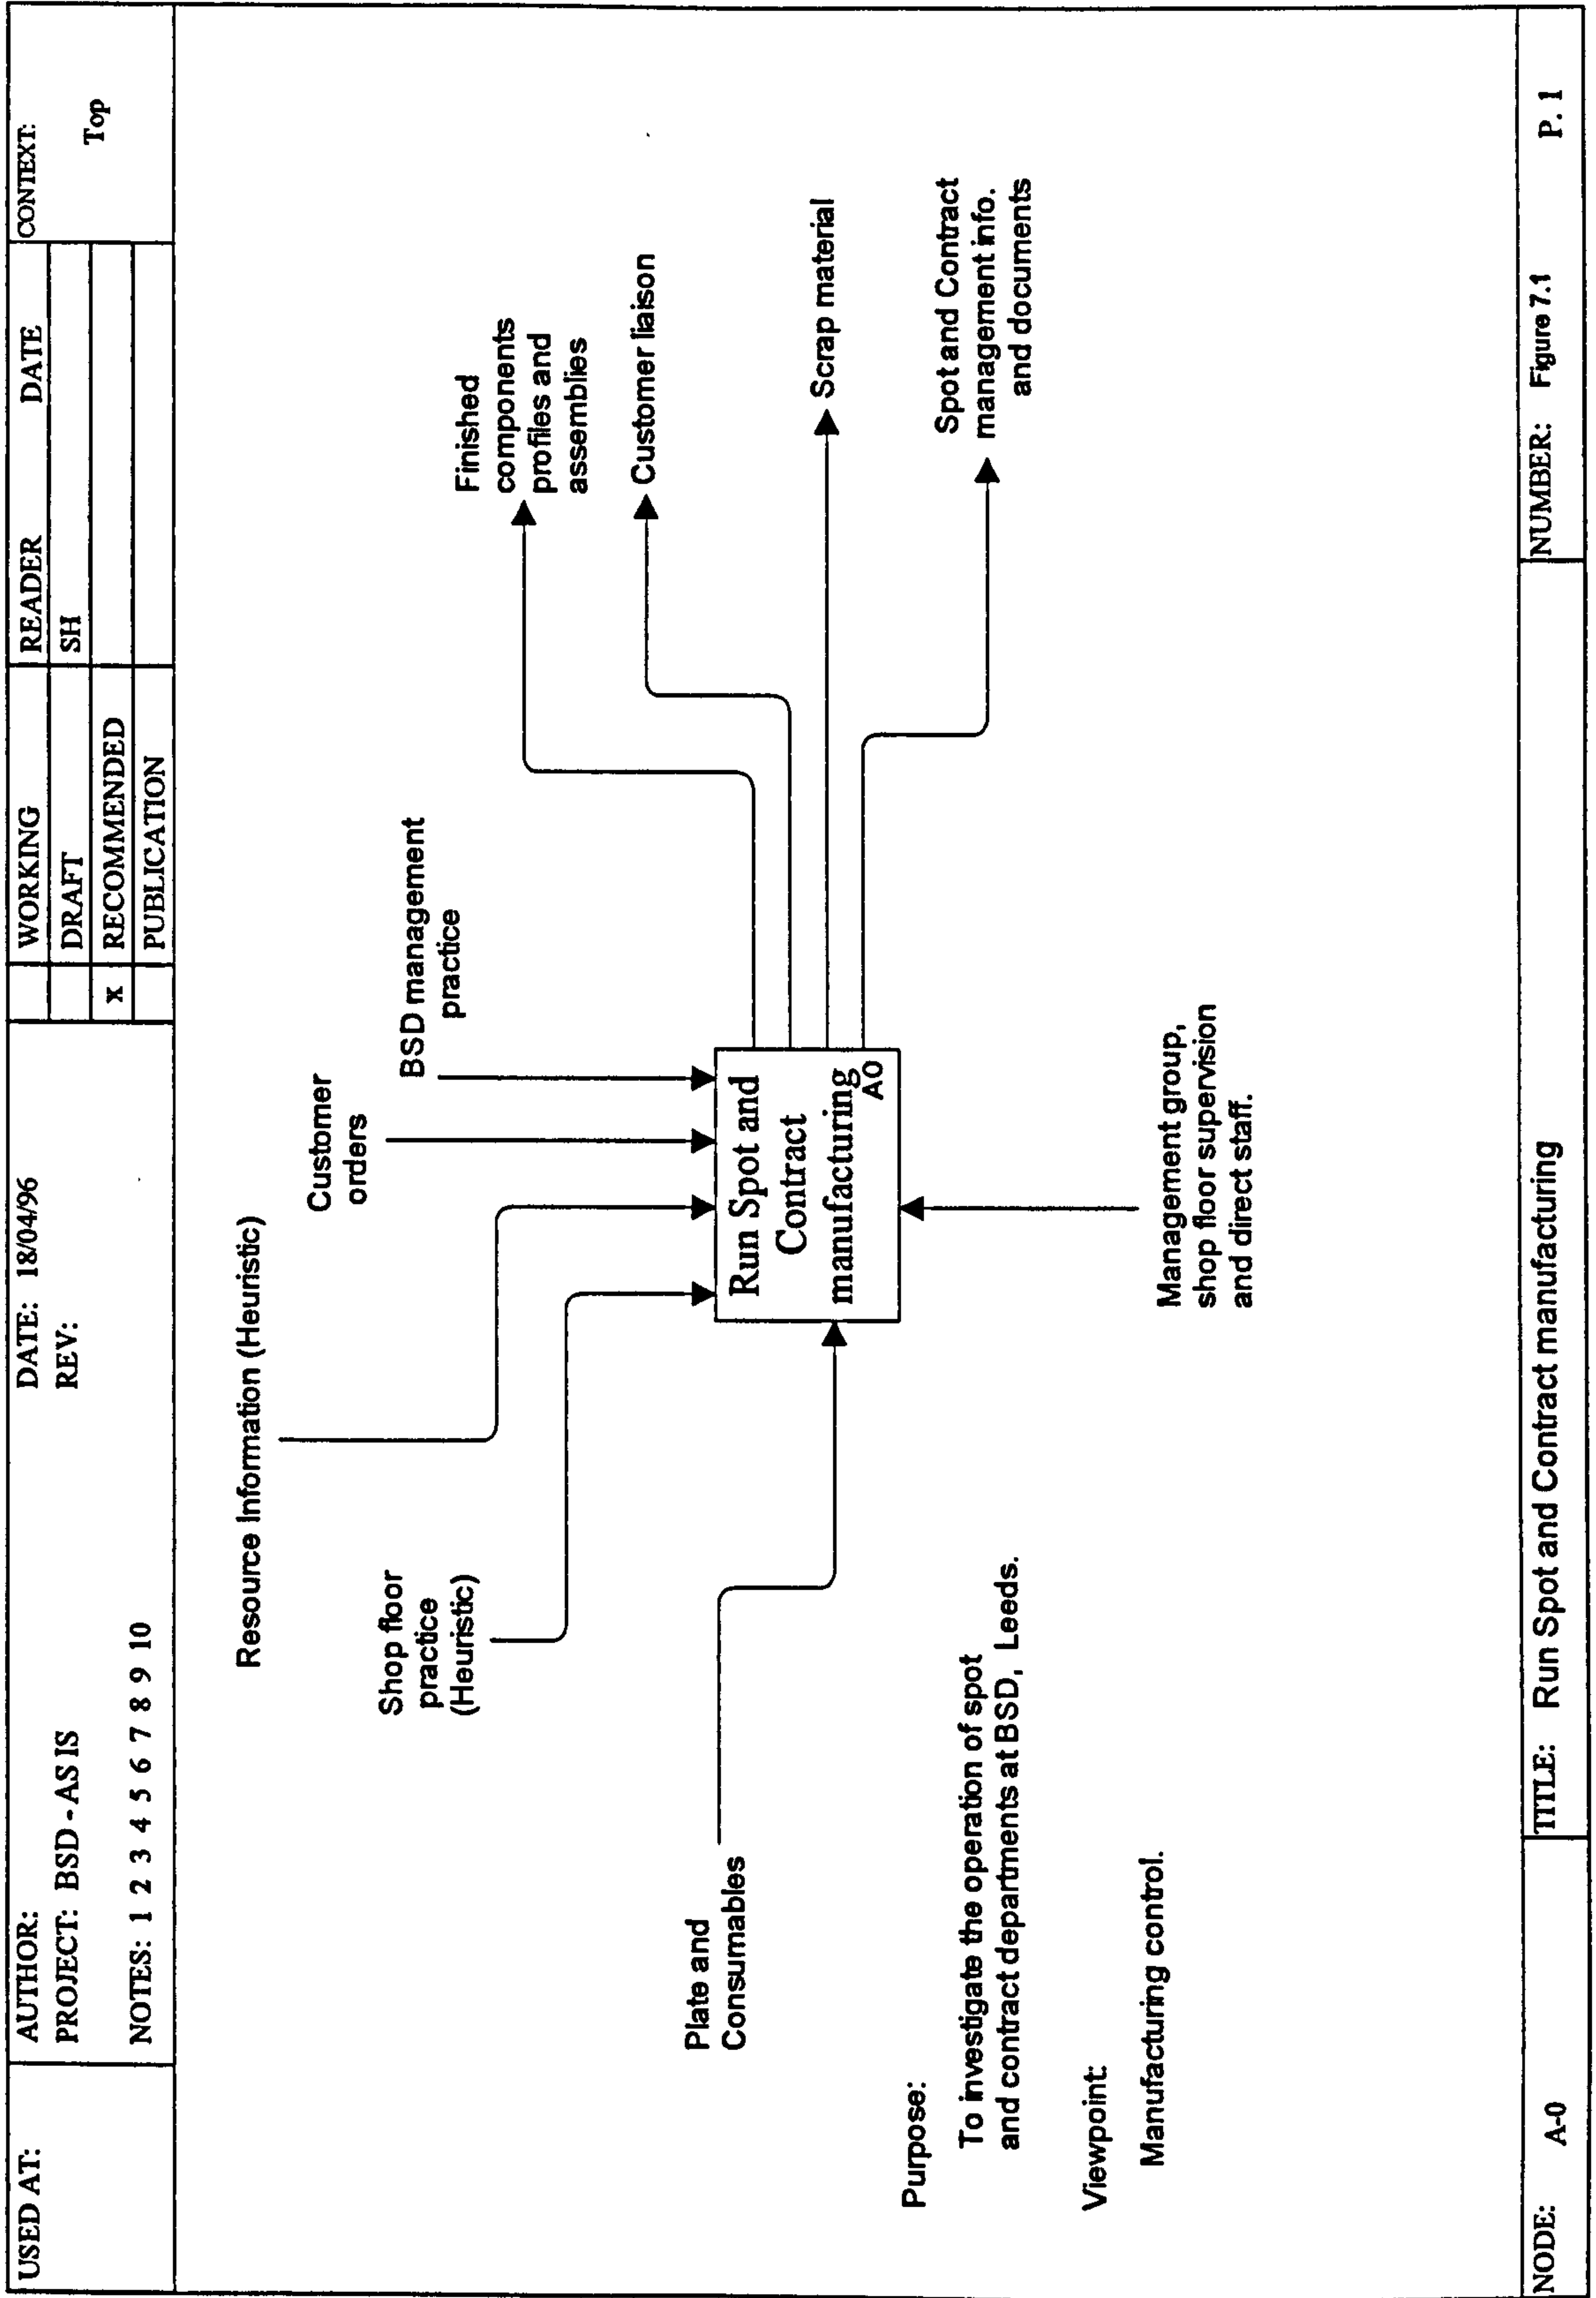 USED AT:
AUTHOR:
PROJECT: BSD - AS IS
NOTES: 1 2 3 4 5 6 7 8 9 10
DATE: 18/04/96
REV:
WORKING
DRAFT
x RECOMMENDED
PUBLICATION
READER DATE
SH
CONTEXT:
Top
Resource Information (Heuristic)
Customer
orders
Shop floor
practice
(Heuristic)
BSD management
practice
Finished
components
profiles and
assemblies
Customer liaison
Scrap material
Spot and Contract
management info.
and documents
Plate and
Consumables
Run Spot and
Contract
manufacturing
A0
Management group,
shop floor supervision
and direct staff.
Purpose:
To investigate the operation of spot
and contract departments at BSD, Leeds.
Viewpoint:
Manufacturing control.
NODE: A-0
TITLE: Run Spot and Contract manufacturing
NUMBER: Figure 7.1
P. 1